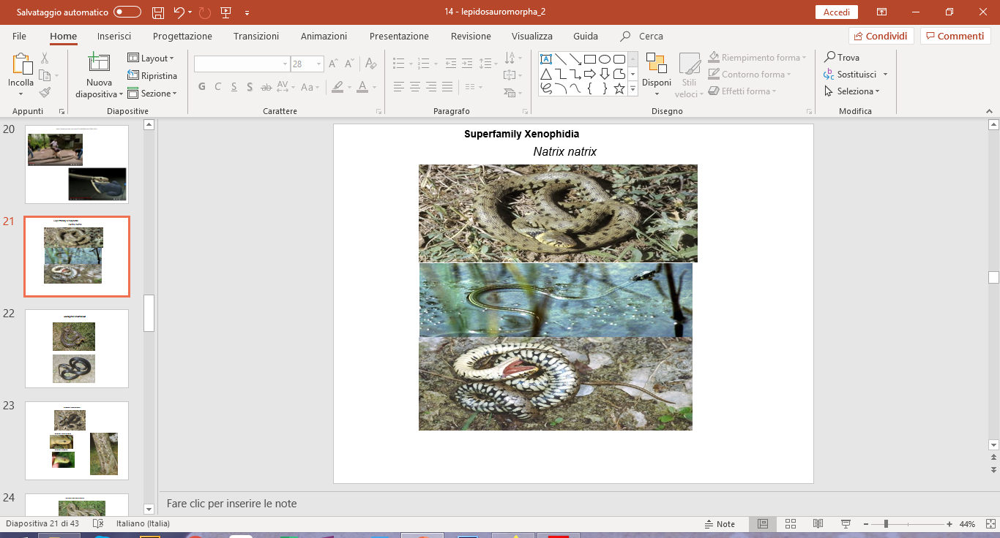 Salvataggio automatico
14 - lepidosauromorpha_2
Accedi
File Home Inserisci Progettazione Transizioni Animazioni Presentazione Revisione Visualizza Guida Cerca
Condividi Commenti
Incolla
Appunti
Nuova diapositiva
Layout
Ripristina
Sezione
Diapositive
28
G C S S ab AV Aa A
Carattere
Paragrafo
Disponi
Stili veloci
Riempimento forma
Contorno forma
Effetti forma
Disegno
Trova
Sostituisci
Seleziona
Modifica
20
21
22
23
24
Superfamily Xenophidia
Natrix natrix
Fare clic per inserire le note
Diapositiva 21 di 43 Italiano (Italia) Note 44%